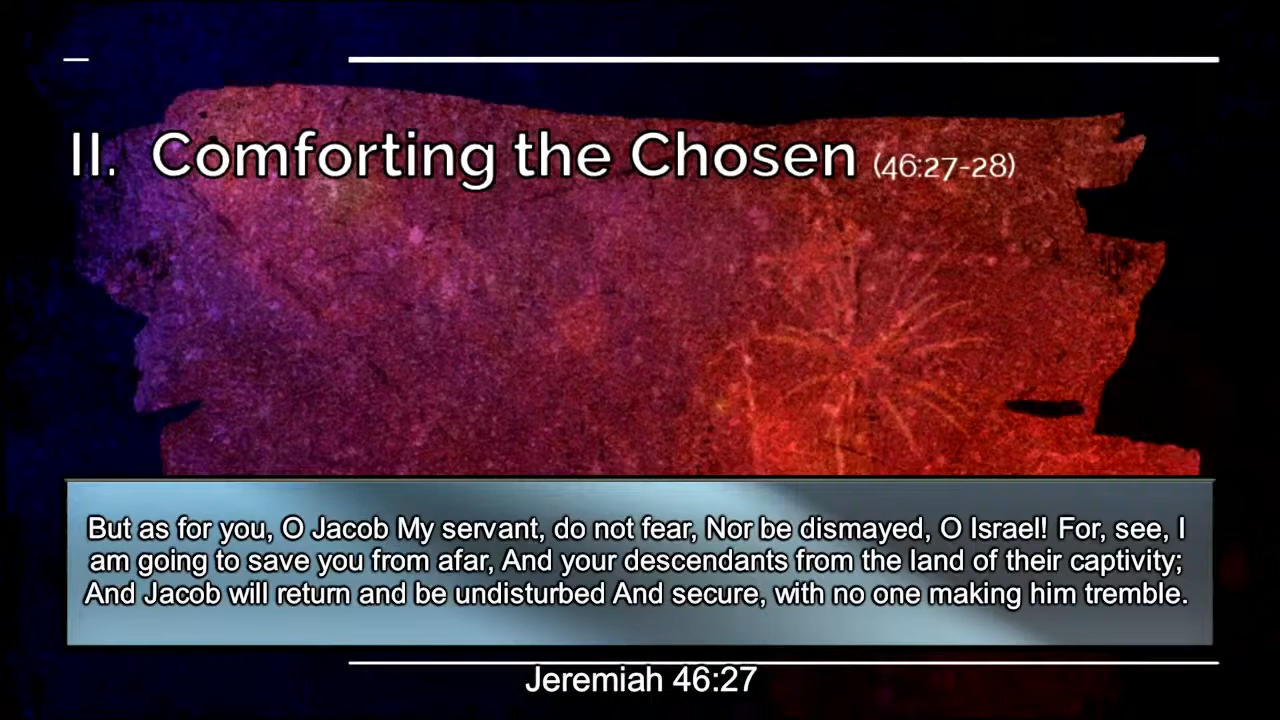 II. Comforting the Chosen (46:27-28)
But as for you, O Jacob My servant, do not fear, Nor be dismayed, O Israel! For, see, I
am going to save you from afar, And your descendants from the land of their captivity;
And Jacob will return and be undisturbed And secure, with no one making him tremble.
Jeremiah 46:27